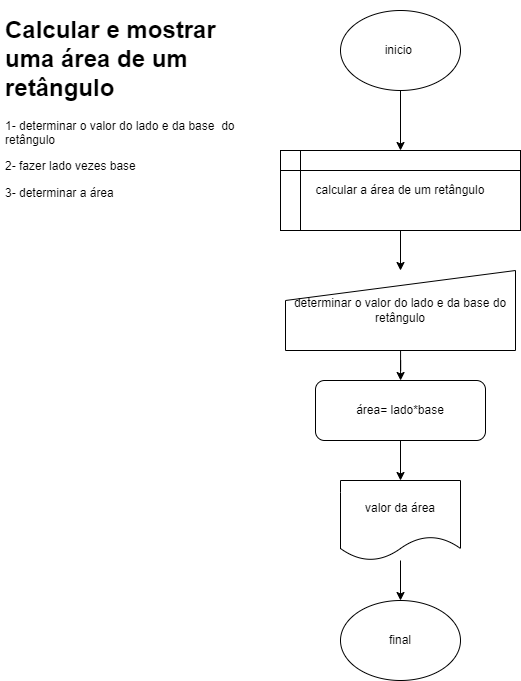 Calcular e mostrar
uma área de um
retângulo
1- determinar o valor do lado e da base  do
retângulo
2- fazer lado vezes base
3- determinar a área
inicio
calcular a área de um retângulo
determinar o valor do lado e da base do
retângulo
área= lado*base
valor da área
final